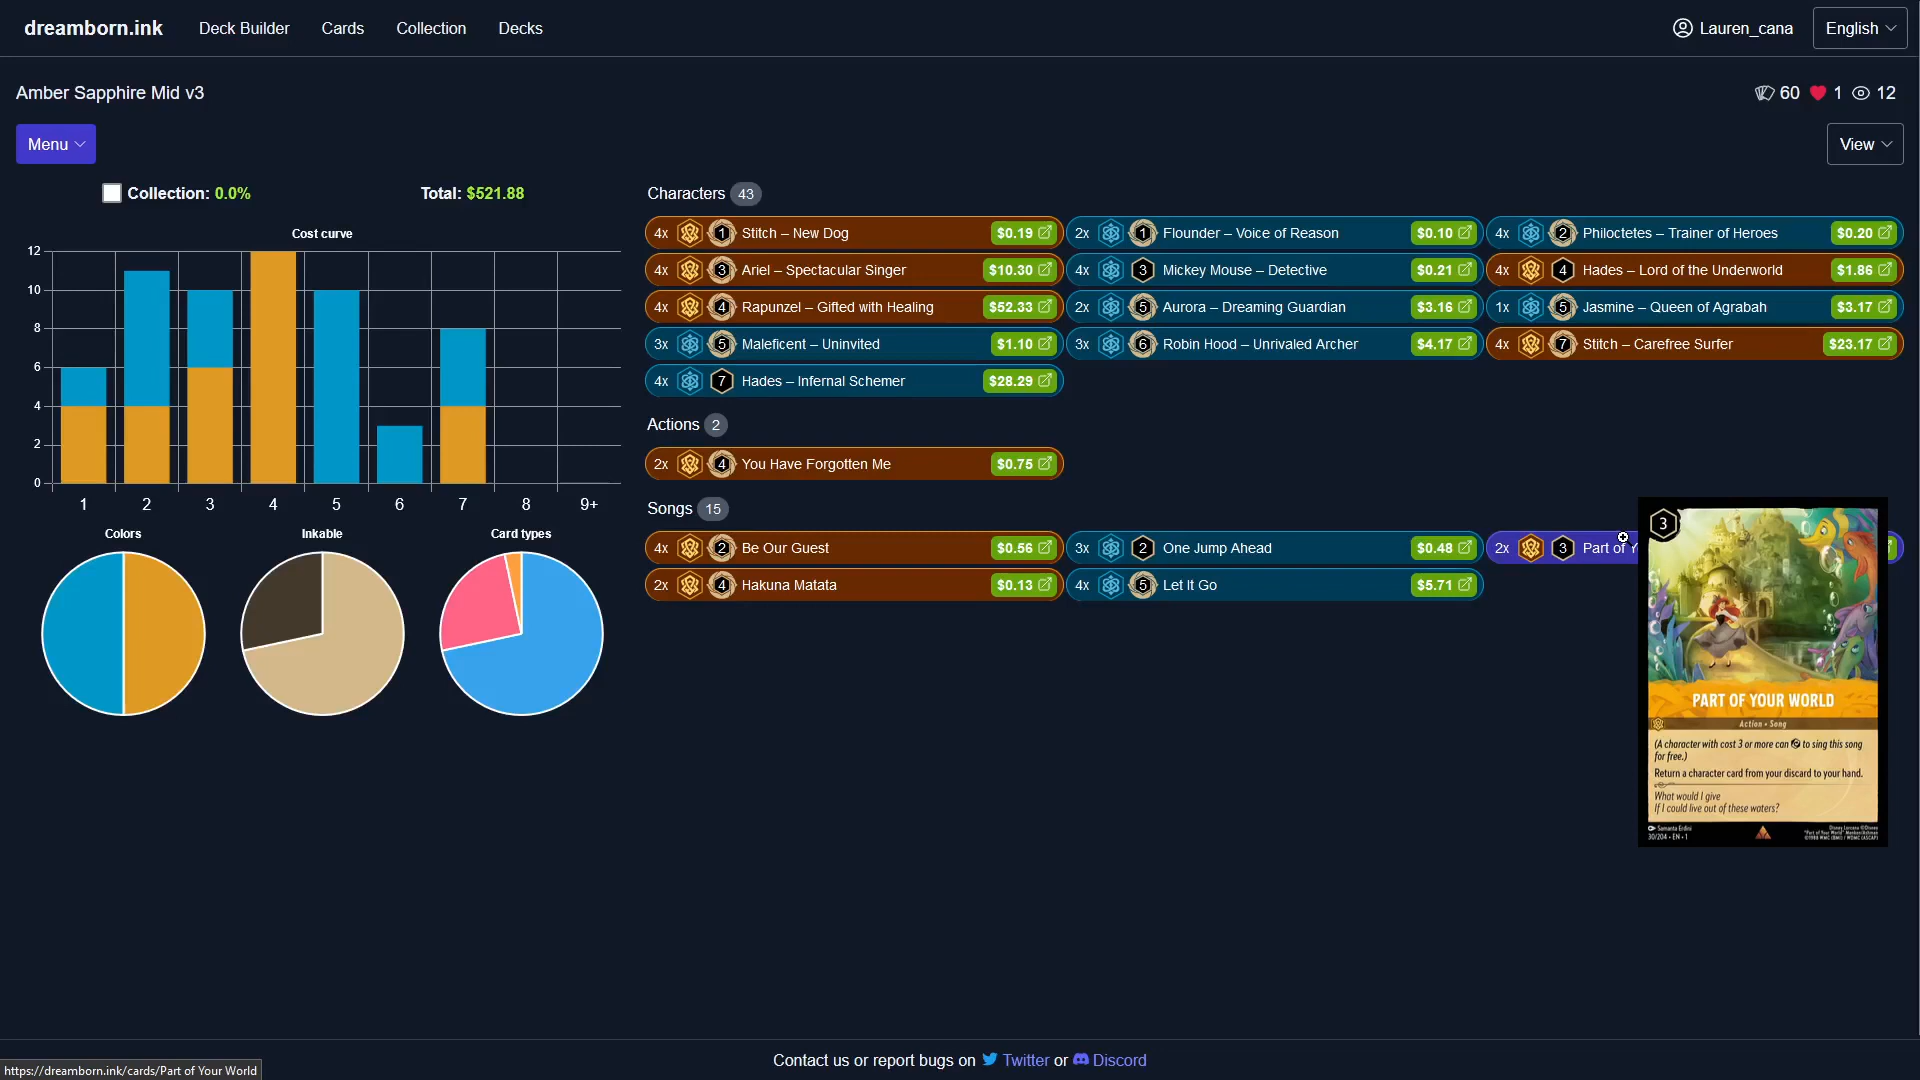 dreamborn.ink Deck Builder Cards Collection Decks Lauren_cana English
Amber Sapphire Mid v3 60 1 12
Menu View
Collection: 0.0% Total: $521.88
Cost curve
12
10
8
6
4
2
0
1 2 3 4 5 6 7 8 9+
Colors Inkable Card types
Characters 43
4x 1 Stitch – New Dog $0.19
2x 1 Flounder – Voice of Reason $0.10
4x 2 Philoctetes – Trainer of Heroes $0.20
4x 3 Ariel – Spectacular Singer $10.30
4x 3 Mickey Mouse – Detective $0.21
4x 4 Hades – Lord of the Underworld $1.86
4x 4 Rapunzel – Gifted with Healing $52.33
2x 5 Aurora – Dreaming Guardian $3.16
1x 5 Jasmine – Queen of Agrabah $3.17
3x 5 Maleficent – Uninvited $1.10
3x 6 Robin Hood – Unrivaled Archer $4.17
4x 7 Stitch – Carefree Surfer $23.17
4x 7 Hades – Infernal Schemer $28.29
Actions 2
2x 4 You Have Forgotten Me $0.75
Songs 15
4x 2 Be Our Guest $0.56
3x 2 One Jump Ahead $0.48
2x 3 Part of Y
2x 4 Hakuna Matata $0.13
4x 5 Let It Go $5.71
3
PART OF YOUR WORLD
Action • Song
(A character with cost 3 or more can to sing this song
for free.)
Return a character card from your discard to your hand.
What would I give
If I could live out of these waters?
Samanta Erdini
30/204 • EN • 1
Contact us or report bugs on Twitter or Discord
https://dreamborn.ink/cards/Part of Your World